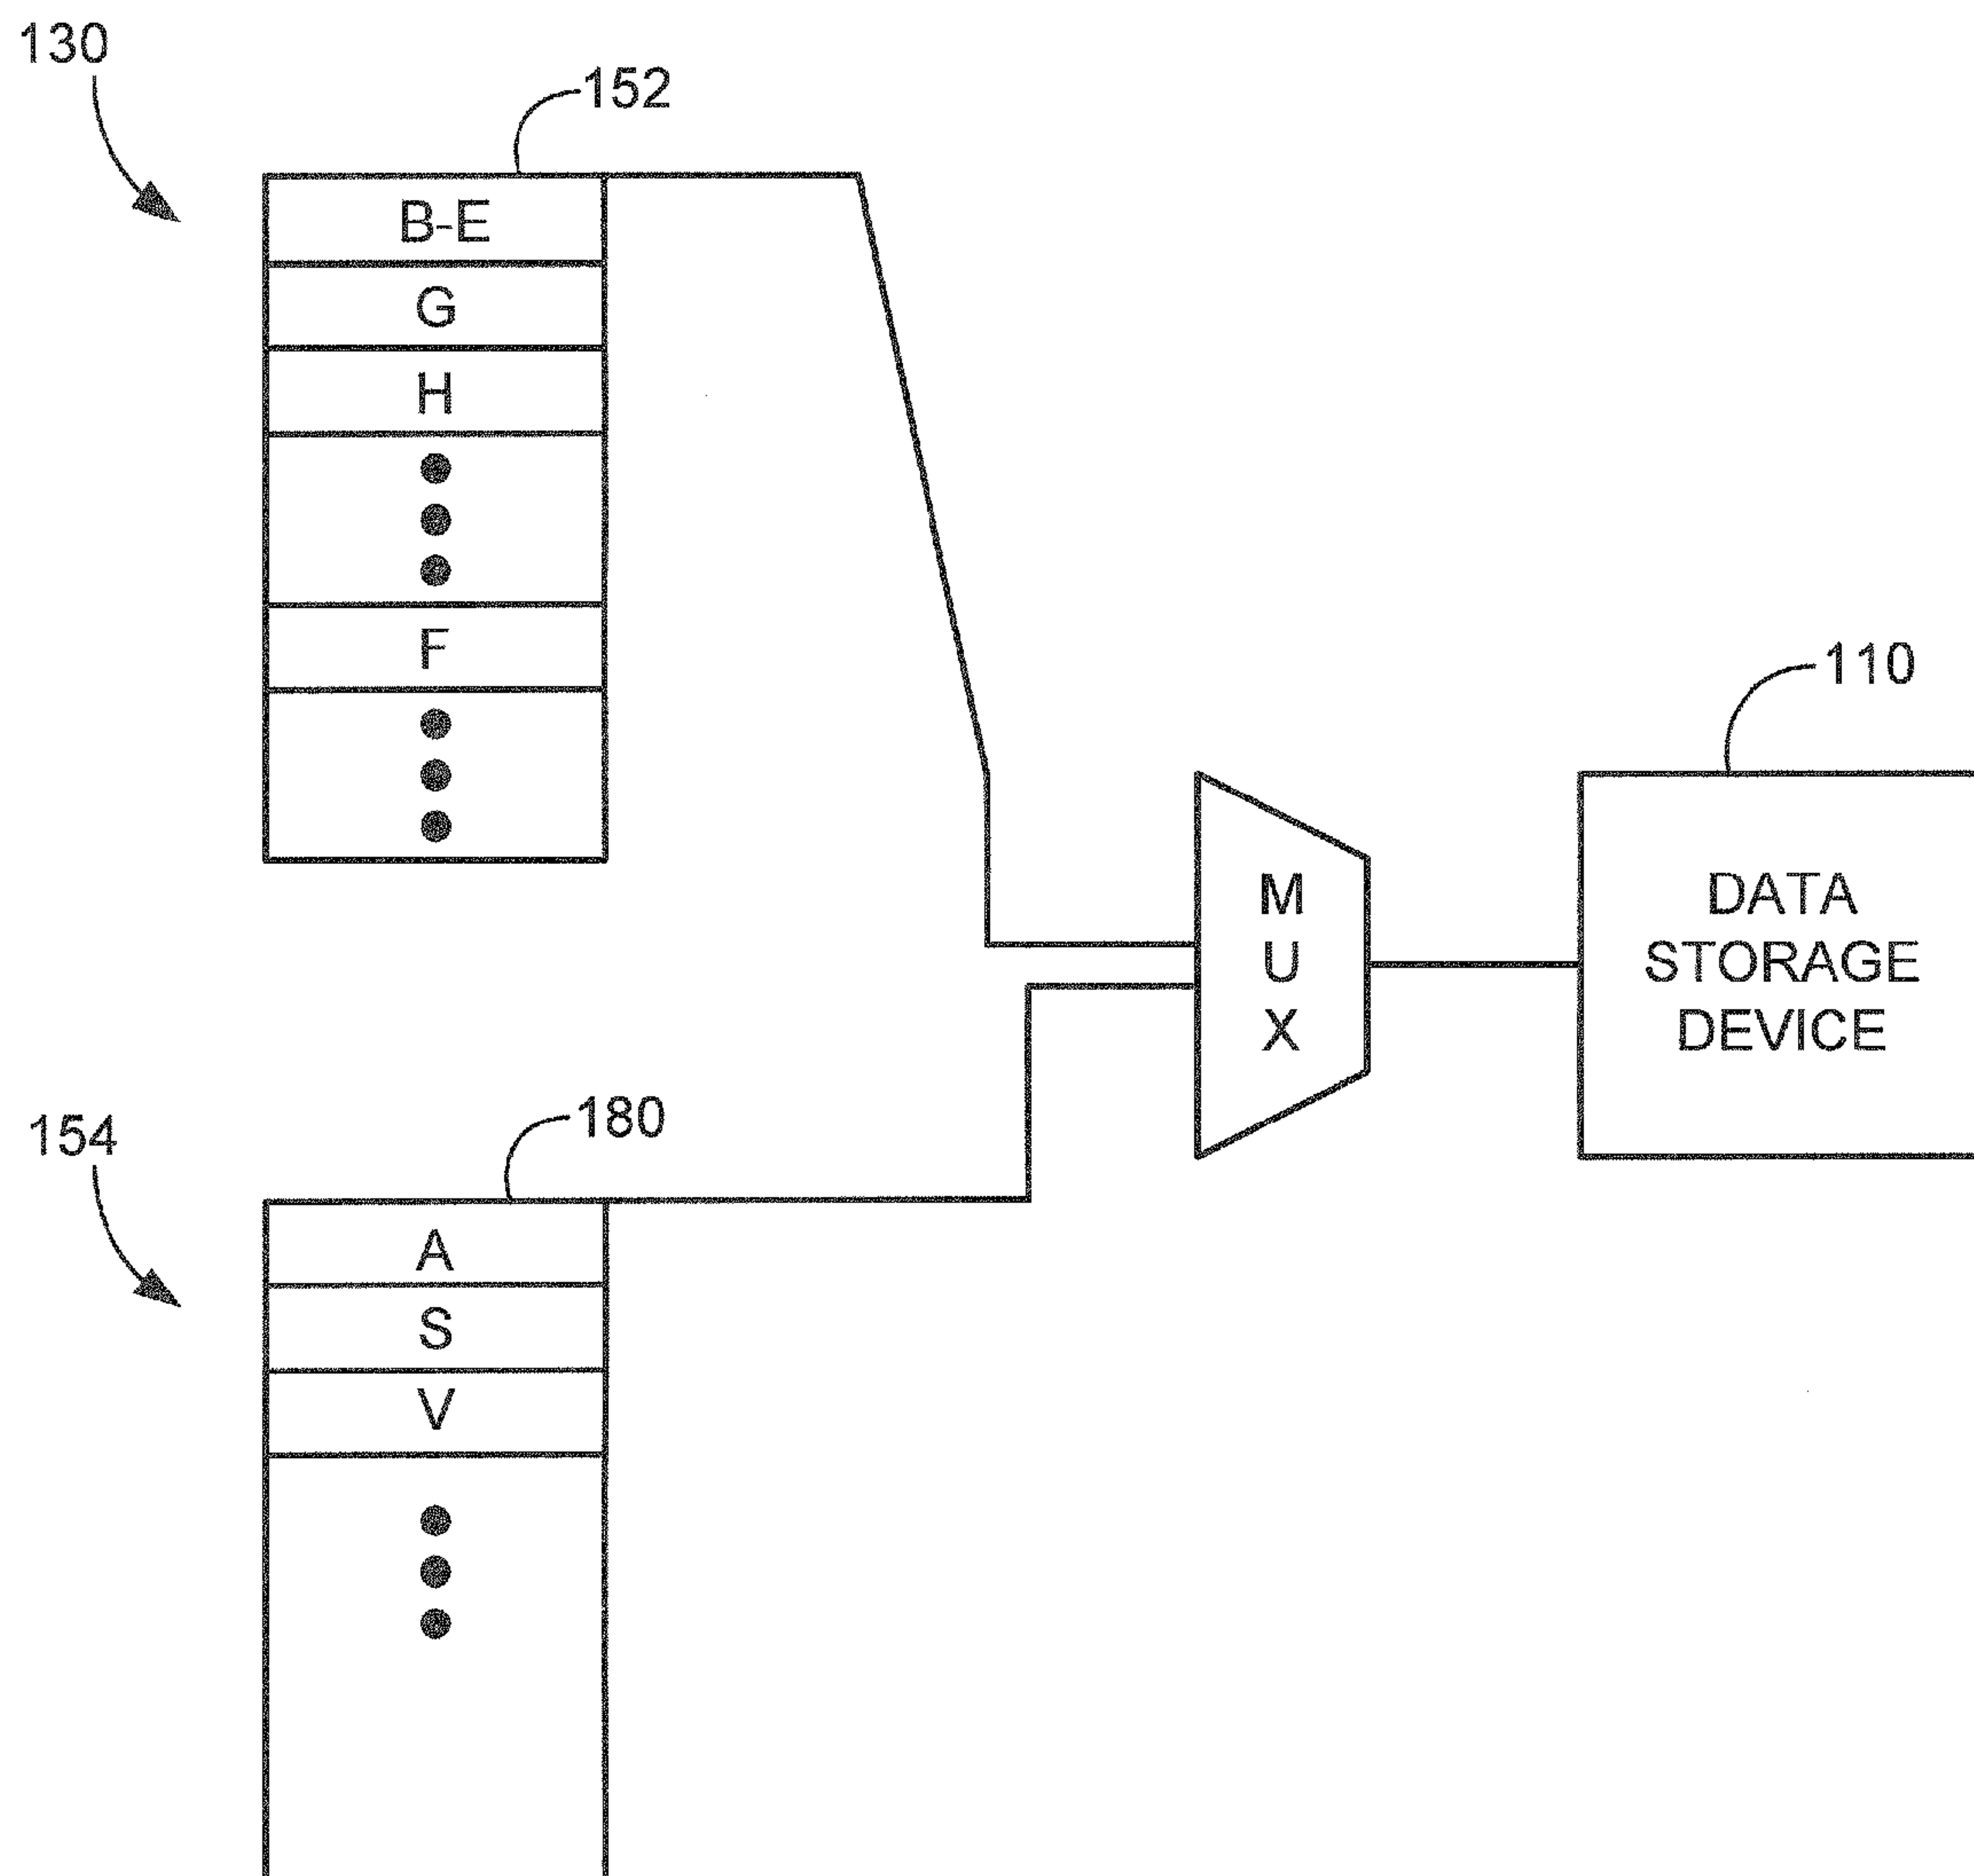 130
152
B-E
G
H
F
110
M
U
X
DATA
STORAGE
DEVICE
154
180
A
S
V